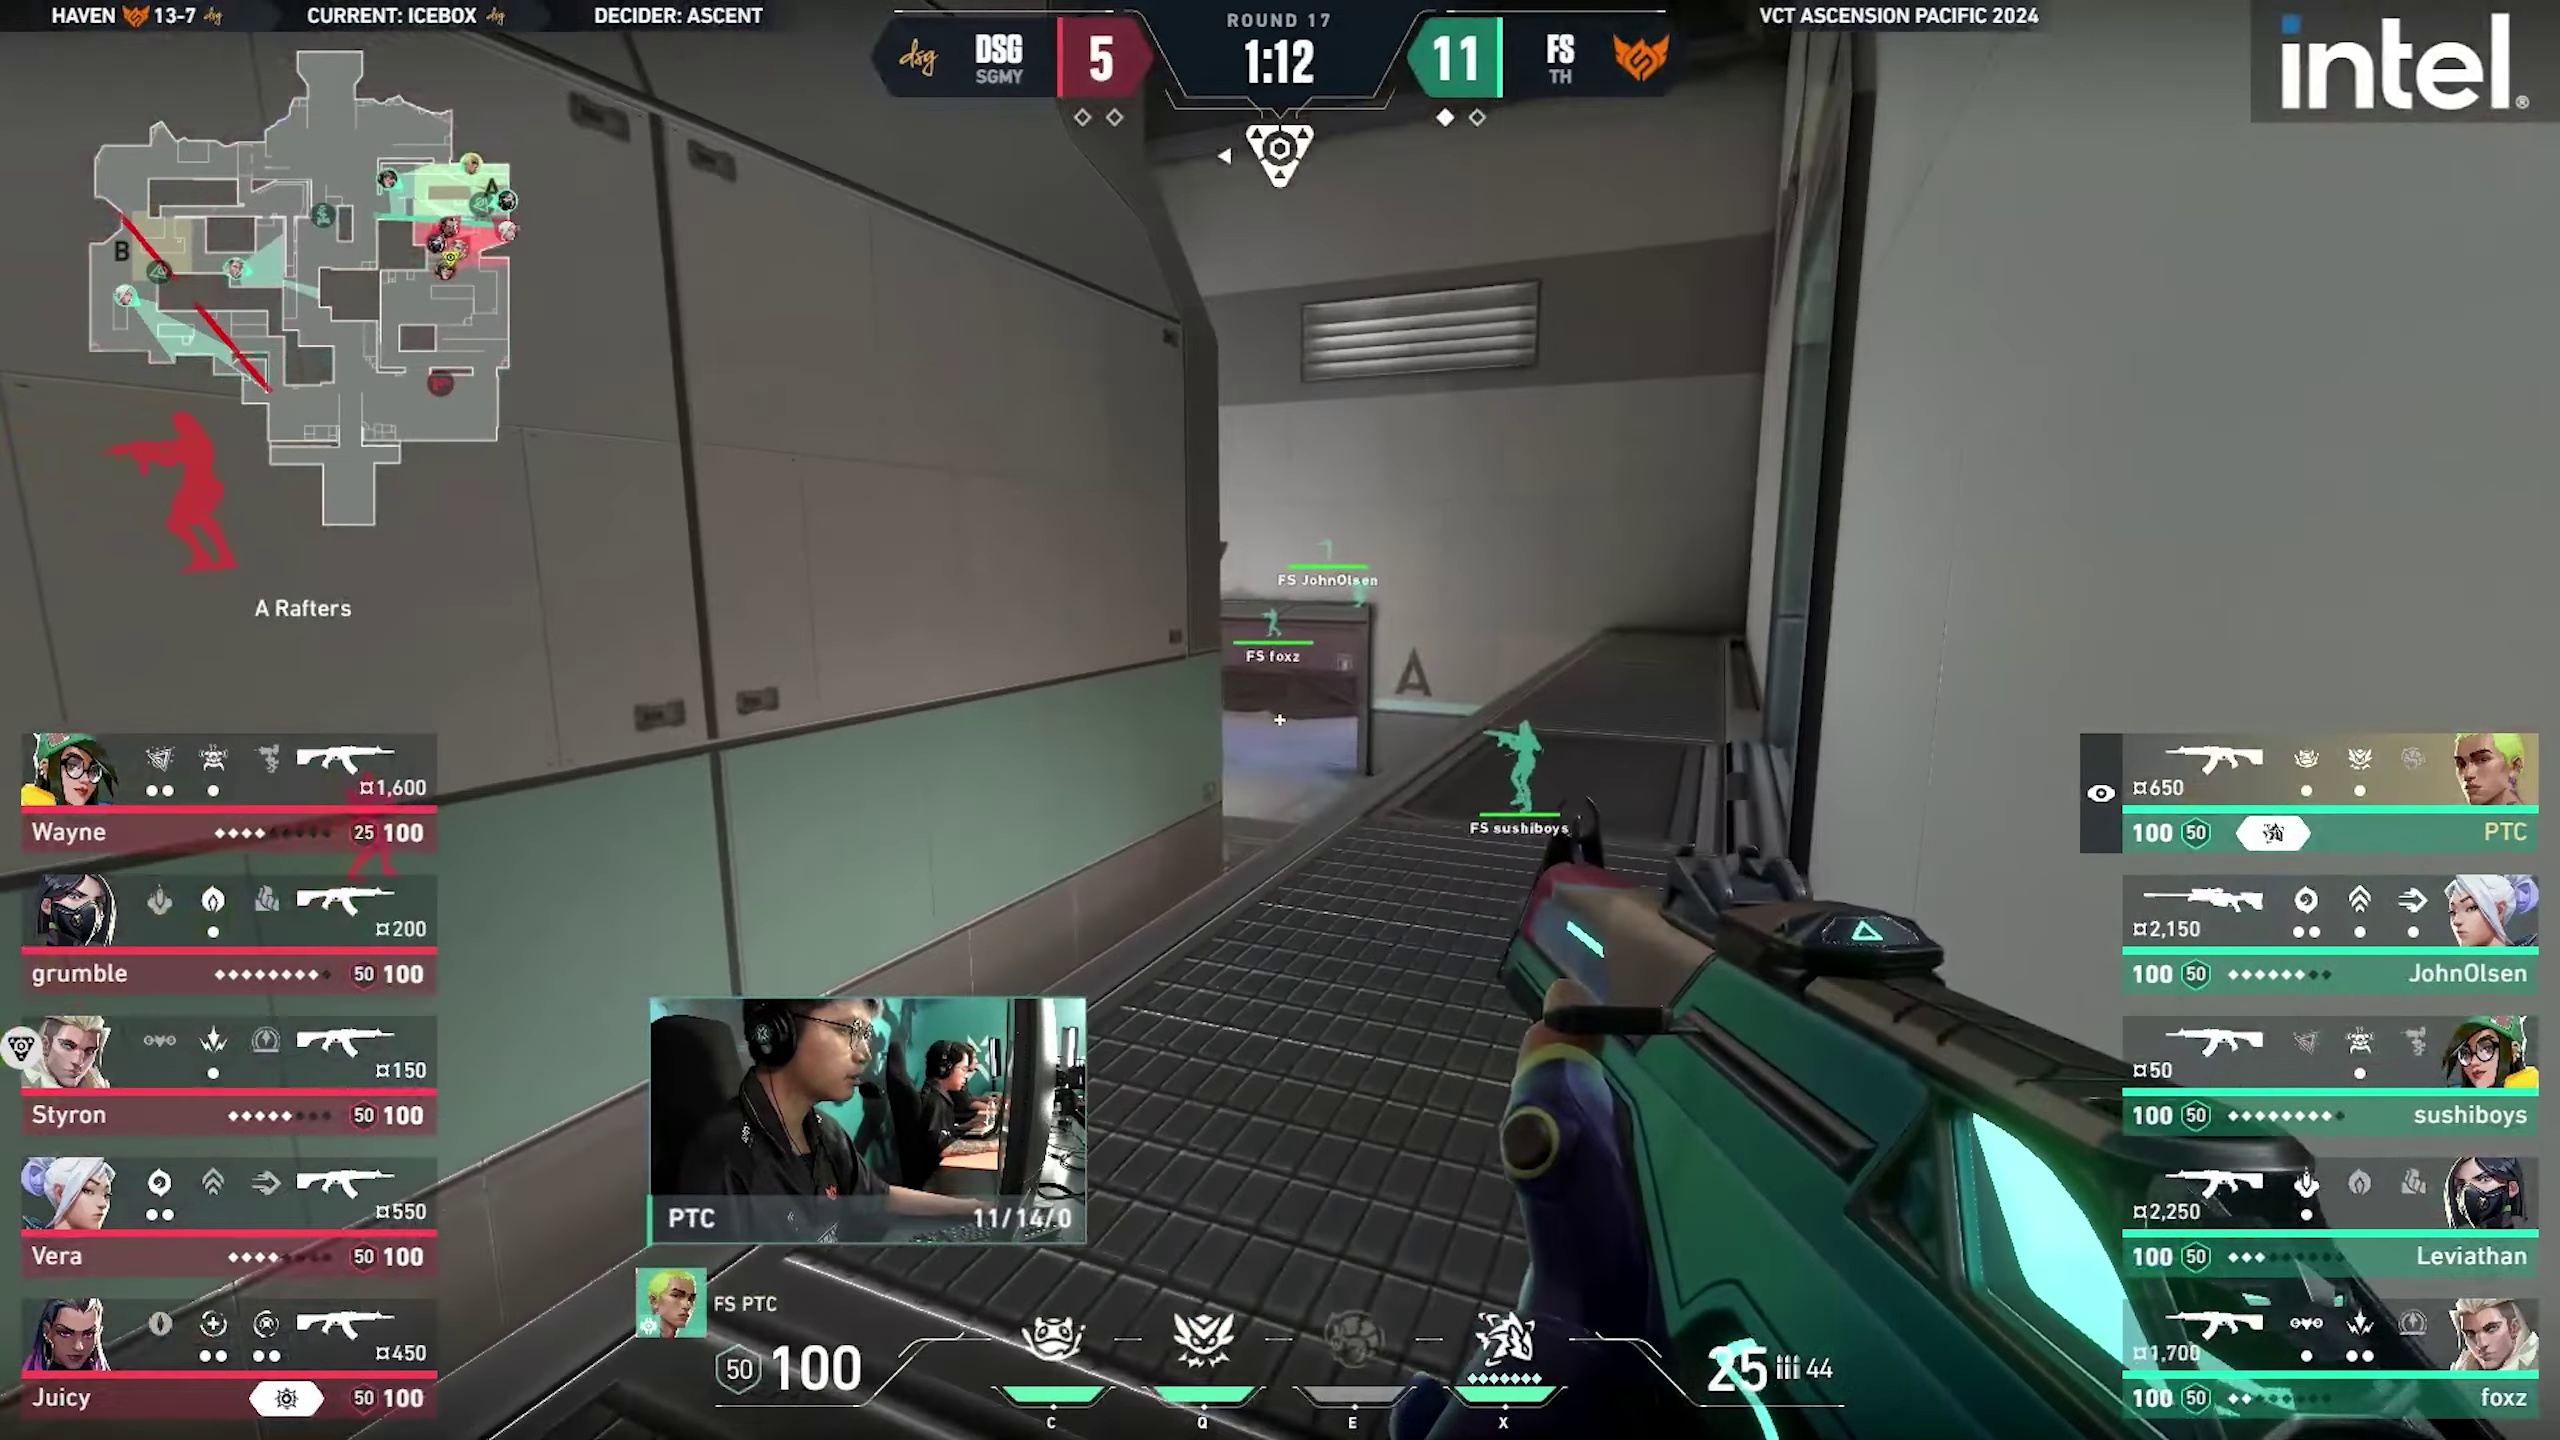 HAVEN 13-7 dsg
CURRENT: ICEBOX dsg
DECIDER: ASCENT
dsg
DSG
SGMY
5
ROUND 17
1:12
11
FS
TH
VCT ASCENSION PACIFIC 2024
intel®
A
B
A Rafters
FS JohnOlsen
FS foxz
A
FS sushiboys
¤1,600
Wayne
25 100
¤200
grumble
50 100
¤150
Styron
50 100
¤550
Vera
50 100
¤450
Juicy
50 100
¤650
100 50
PTC
¤2,150
100 50
JohnOlsen
¤50
100 50
sushiboys
¤2,250
100 50
Leviathan
¤1,700
100 50
foxz
PTC 11/14/0
FS PTC
50 100
C
Q
E
X
25 44